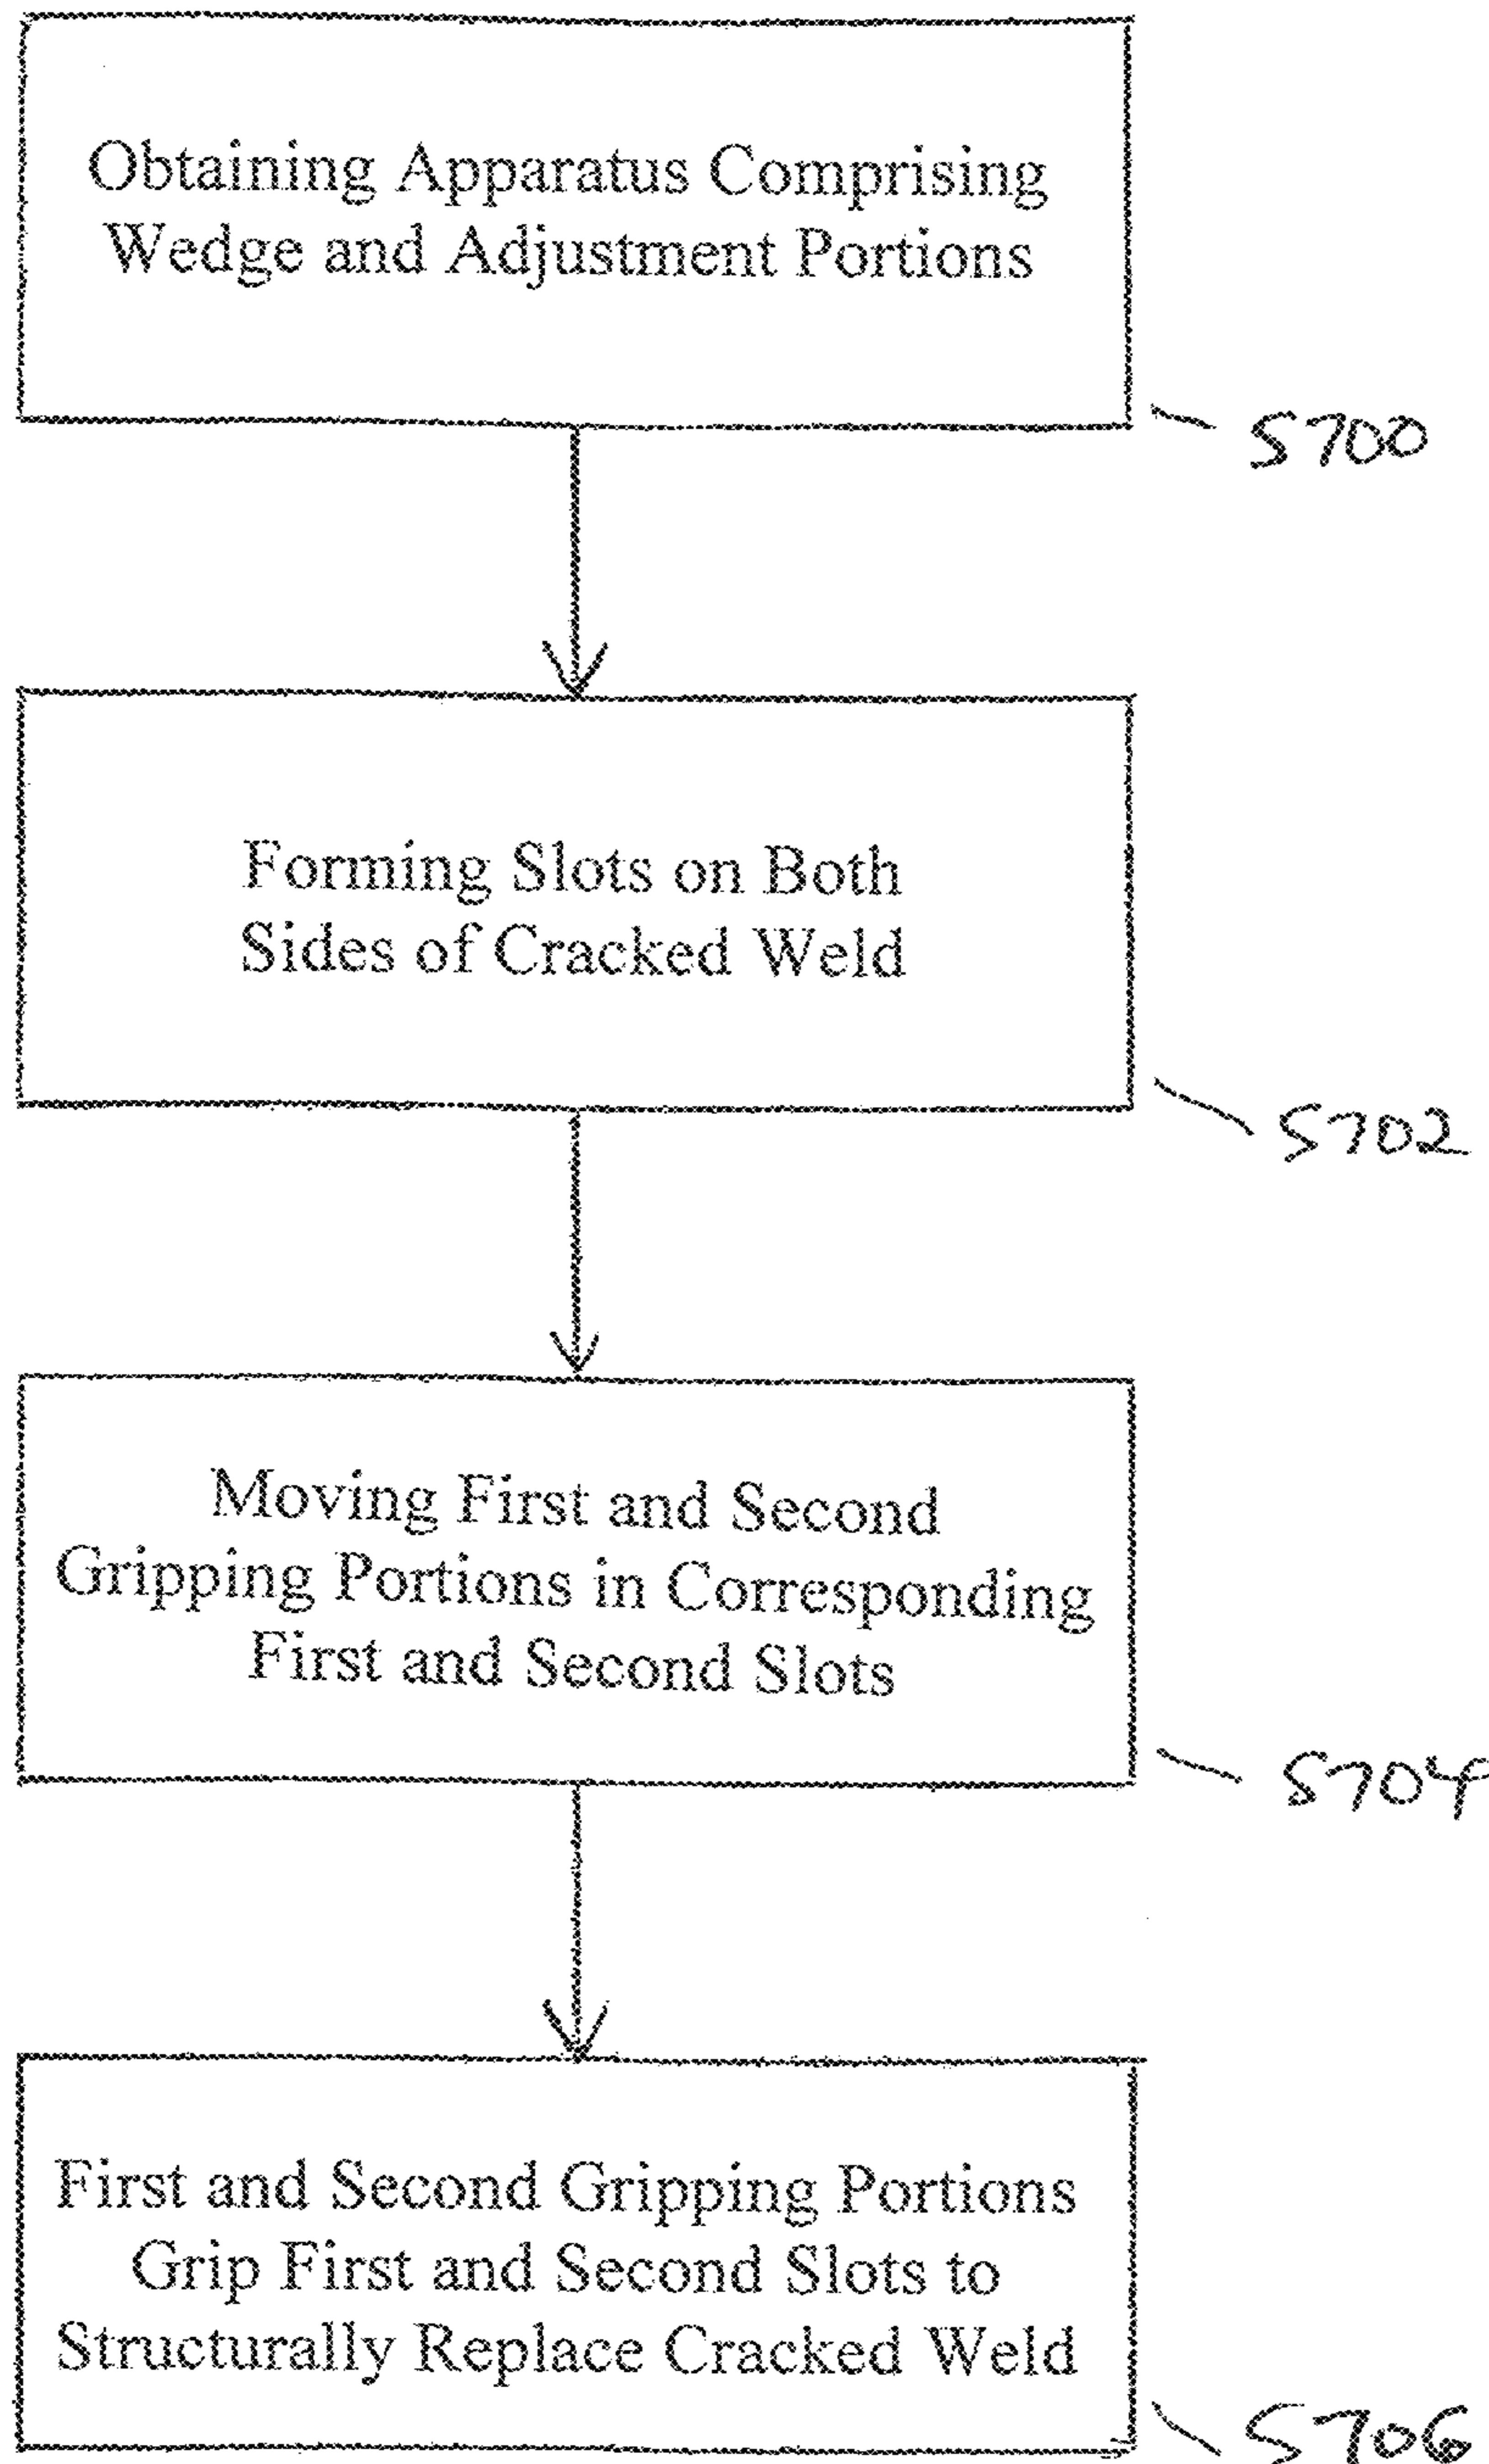 Obtaining Apparatus Comprising
Wedge and Adjustment Portions
S700
Forming Slots on Both
Sides of Cracked Weld
S702
Moving First and Second
Gripping Portions in Corresponding
First and Second Slots
S704
First and Second Gripping Portions
Grip First and Second Slots to
Structurally Replace Cracked Weld
S706